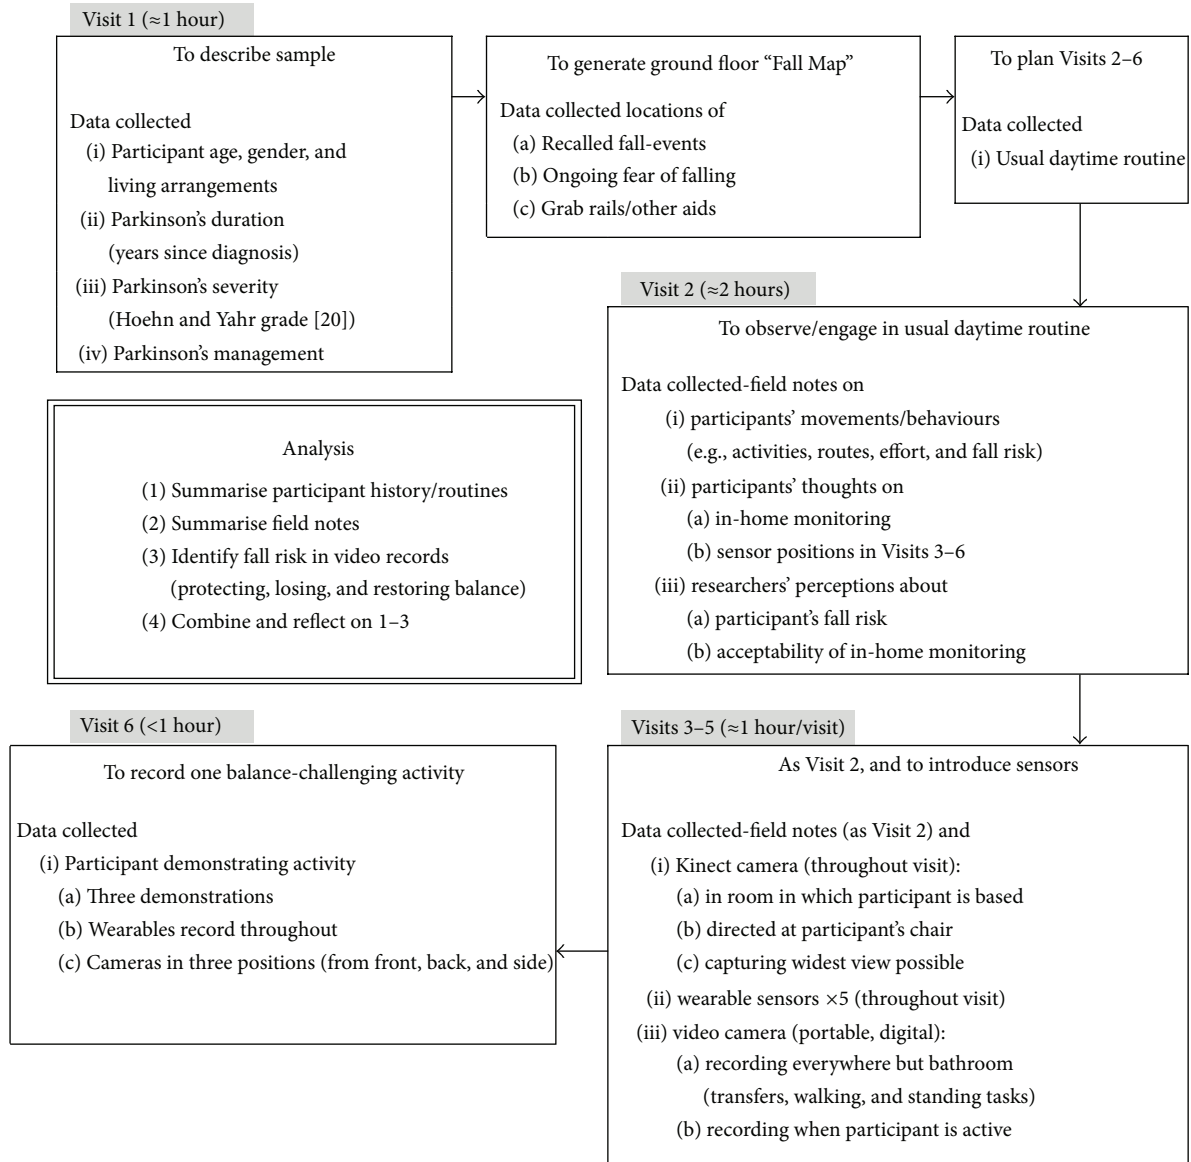 Visit 1 (≈1 hour)
To describe sample
Data collected
(i) Participant age, gender, and
living arrangements
(ii) Parkinson’s duration
(years since diagnosis)
(iii) Parkinson’s severity
(Hoehn and Yahr grade [20])
(iv) Parkinson’s management
To generate ground floor “Fall Map”
Data collected locations of
(a) Recalled fall-events
(b) Ongoing fear of falling
(c) Grab rails/other aids
To plan Visits 2–6
Data collected
(i) Usual daytime routine
Visit 2 (≈2 hours)
To observe/engage in usual daytime routine
Data collected-field notes on
(i) participants’ movements/behaviours
(e.g., activities, routes, effort, and fall risk)
(ii) participants’ thoughts on
(a) in-home monitoring
(b) sensor positions in Visits 3–6
(iii) researchers’ perceptions about
(a) participant’s fall risk
(b) acceptability of in-home monitoring
Analysis
(1) Summarise participant history/routines
(2) Summarise field notes
(3) Identify fall risk in video records
(protecting, losing, and restoring balance)
(4) Combine and reflect on 1–3
Visits 3–5 (≈1 hour/visit)
As Visit 2, and to introduce sensors
Data collected-field notes (as Visit 2) and
(i) Kinect camera (throughout visit):
(a) in room in which participant is based
(b) directed at participant’s chair
(c) capturing widest view possible
(ii) wearable sensors ×5 (throughout visit)
(iii) video camera (portable, digital):
(a) recording everywhere but bathroom
(transfers, walking, and standing tasks)
(b) recording when participant is active
Visit 6 (<1 hour)
To record one balance-challenging activity
Data collected
(i) Participant demonstrating activity
(a) Three demonstrations
(b) Wearables record throughout
(c) Cameras in three positions (from front, back, and side)